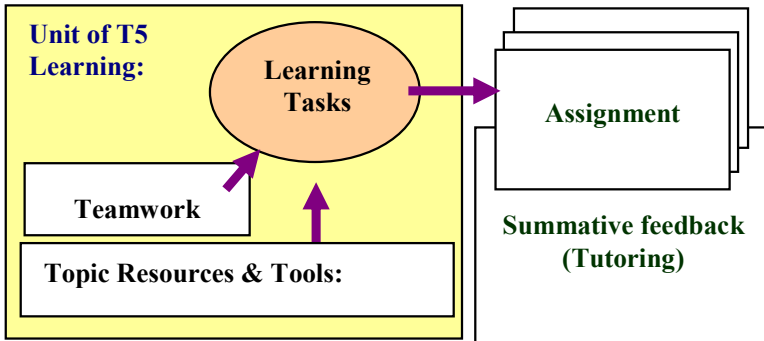 Unit of T5
Learning:
Learning
Tasks
Assignment
Teamwork
Summative feedback
(Tutoring)
Topic Resources & Tools: